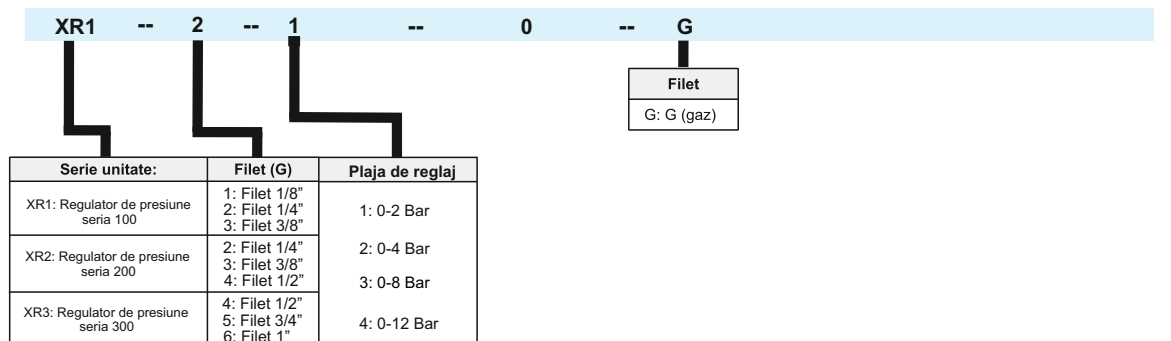 XR1 -- 2 -- 1 -- 0 -- G
Filet
G: G (gaz)
Serie unitate:
XR1: Regulator de presiune
seria 100
XR2: Regulator de presiune
seria 200
XR3: Regulator de presiune
seria 300
Filet (G)
1: Filet 1/8”
2: Filet 1/4”
3: Filet 3/8”
2: Filet 1/4”
3: Filet 3/8”
4: Filet 1/2”
4: Filet 1/2”
5: Filet 3/4”
6: Filet 1”
Plaja de reglaj
1: 0-2 Bar
2: 0-4 Bar
3: 0-8 Bar
4: 0-12 Bar